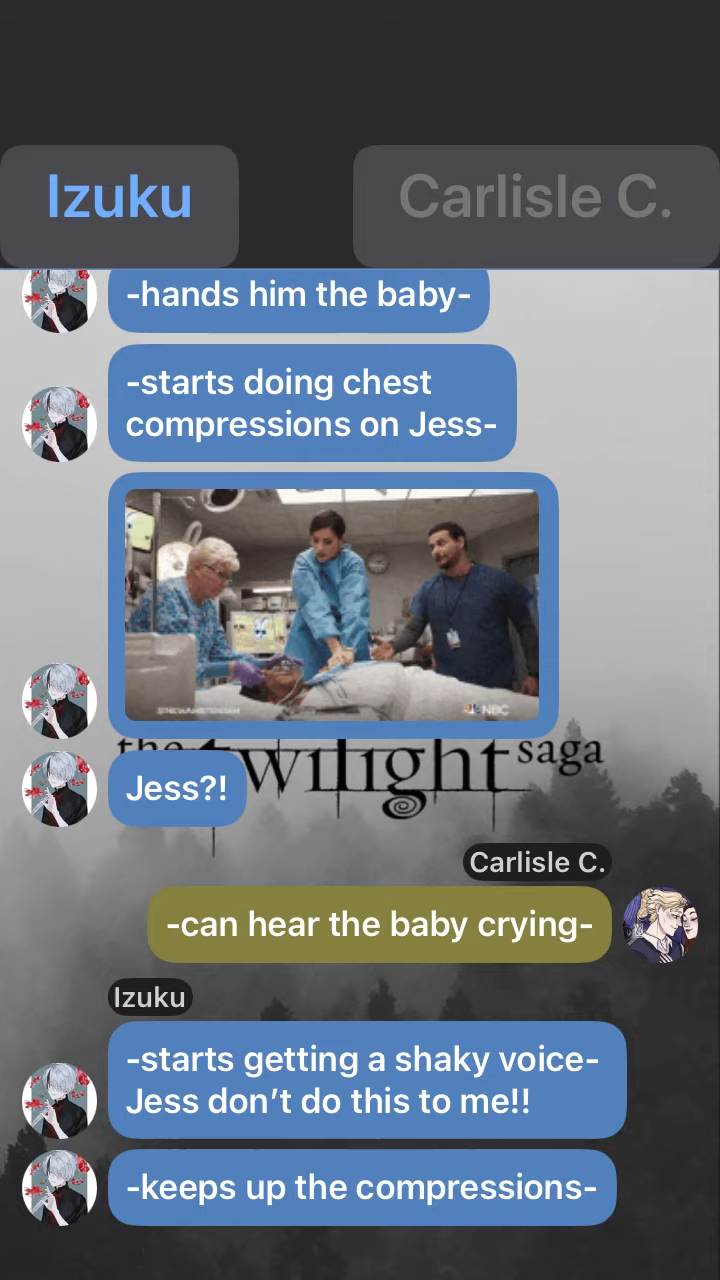 Izuku
Carlisle C.
-hands him the baby-
-starts doing chest
compressions on Jess-
#NEWAMSTERDAM
NBC
the twilight saga
Jess?!
Carlisle C.
-can hear the baby crying-
Izuku
-starts getting a shaky voice-
Jess don’t do this to me!!
-keeps up the compressions-